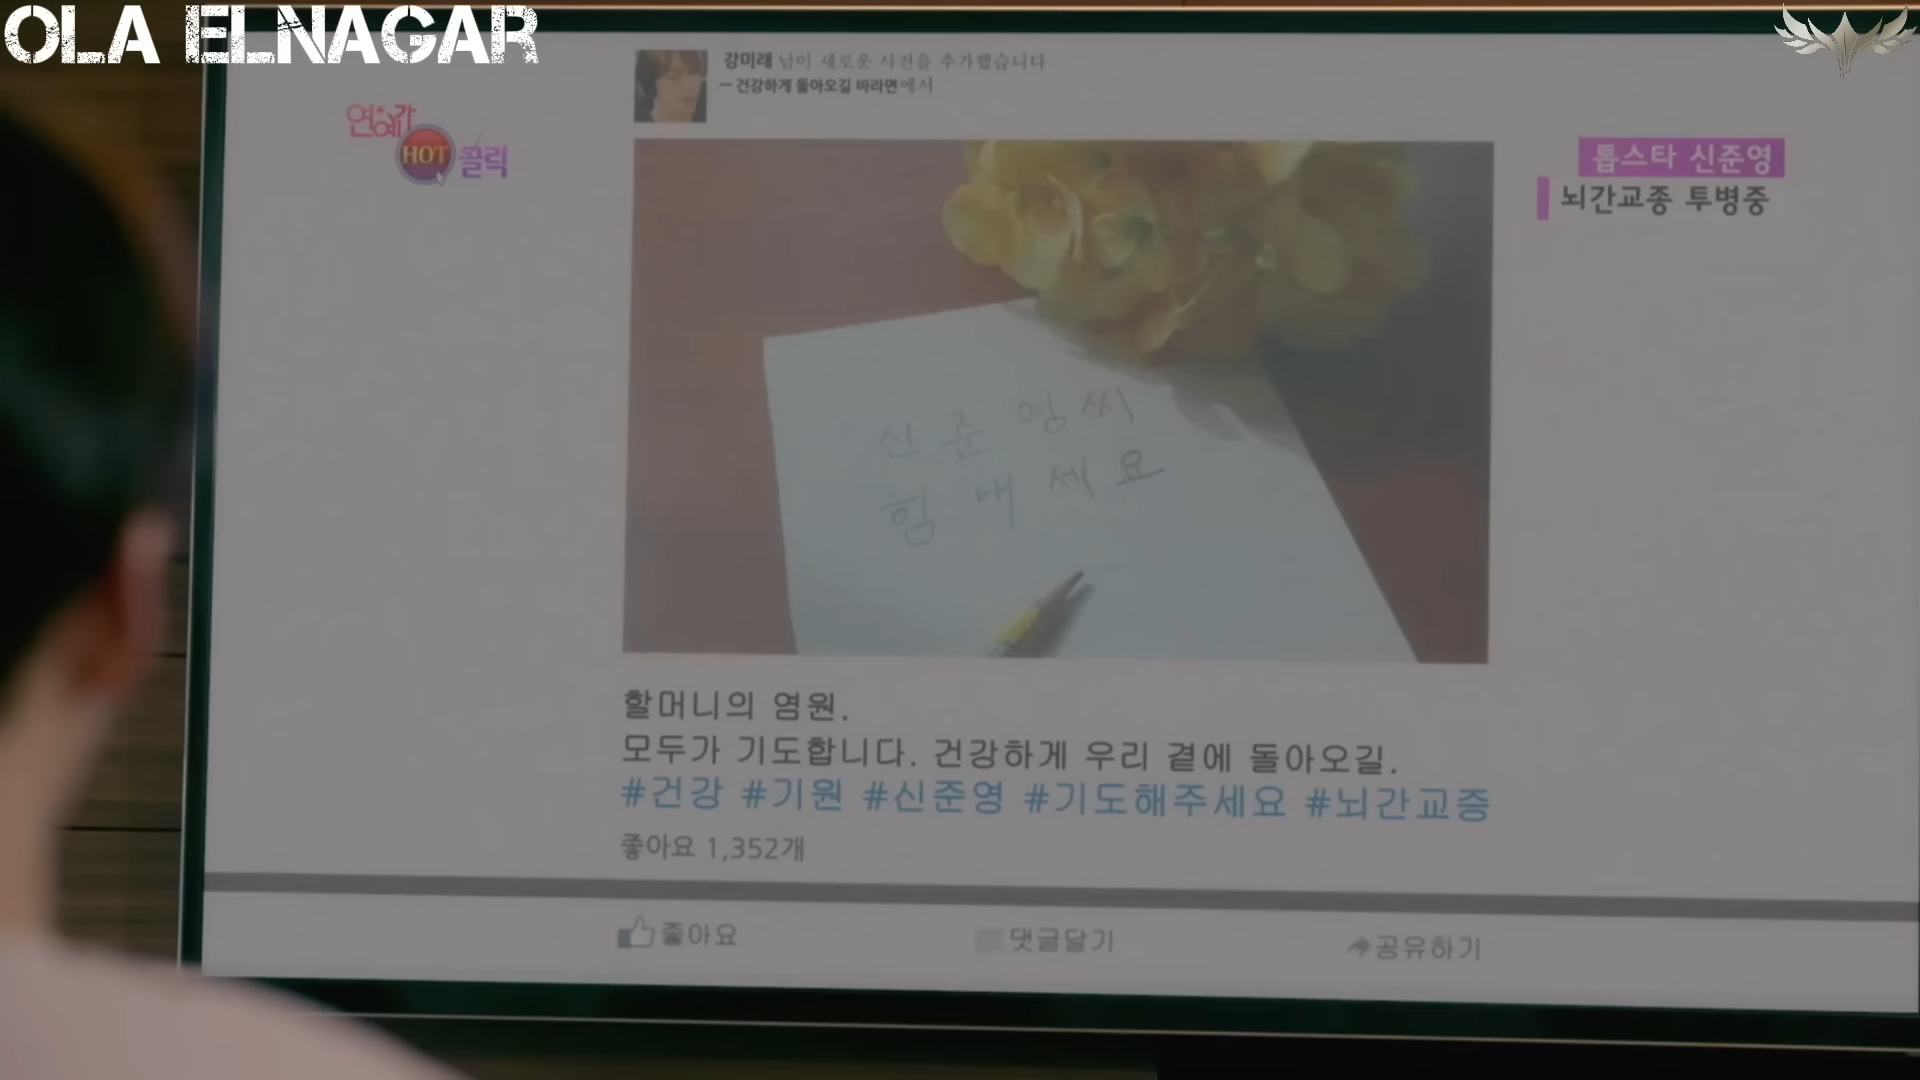 OLA ELNAGAR
강미래 님이 새로운 사진을 추가했습니다
— 건강하게 돌아오길 바라면에서
연예가
HOT 클릭
톱스타 신준영
뇌간교종 투병중
신준영씨
힘내세요
할머니의 염원.
모두가 기도합니다. 건강하게 우리 곁에 돌아오길.
#건강 #기원 #신준영 #기도해주세요 #뇌간교종
좋아요 1,352개
좋아요
댓글달기
공유하기